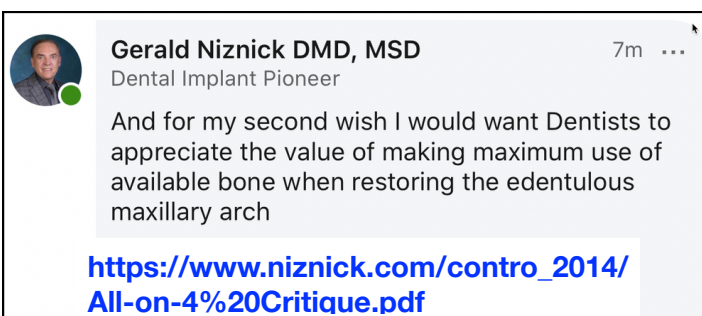 Gerald Niznick DMD, MSD
7m ...
Dental Implant Pioneer
And for my second wish I would want Dentists to
appreciate the value of making maximum use of
available bone when restoring the edentulous
maxillary arch
https://www.niznick.com/contro_2014/
All-on-4%20Critique.pdf